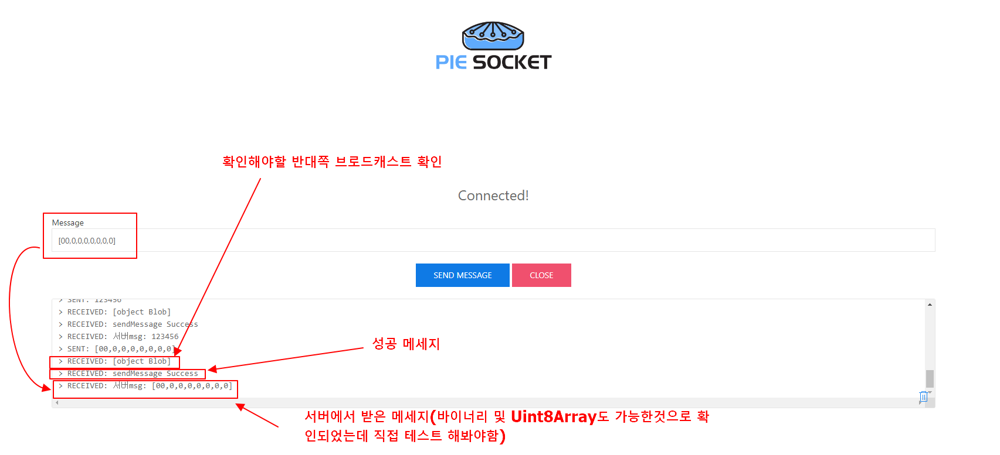 PIE SOCKET
확인해야할 반대쪽 브로드캐스트 확인
Connected!
Message
[00,0,0,0,0,0,0,0]
SEND MESSAGE
CLOSE
> SENT: 123456
> RECEIVED: [object Blob]
> RECEIVED: sendMessage Success
> RECEIVED: 서버msg: 123456
> SENT: [00,0,0,0,0,0,0,0]
> RECEIVED: [object Blob]
> RECEIVED: sendMessage Success
> RECEIVED: 서버msg: [00,0,0,0,0,0,0,0]
성공 메세지
서버에서 받은 메세지(바이너리 및 Uint8Array도 가능한것으로 확
인되었는데 직접 테스트 해봐야함)